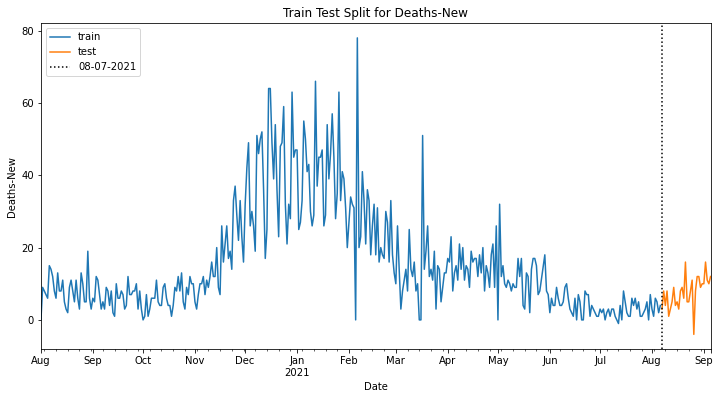 Train Test Split for Deaths-New
train
test
08-07-2021
80
60
40
20
0
Deaths-New
Aug Sep Oct Nov Dec Jan Feb Mar Apr May Jun Jul Aug Sep
2021
Date